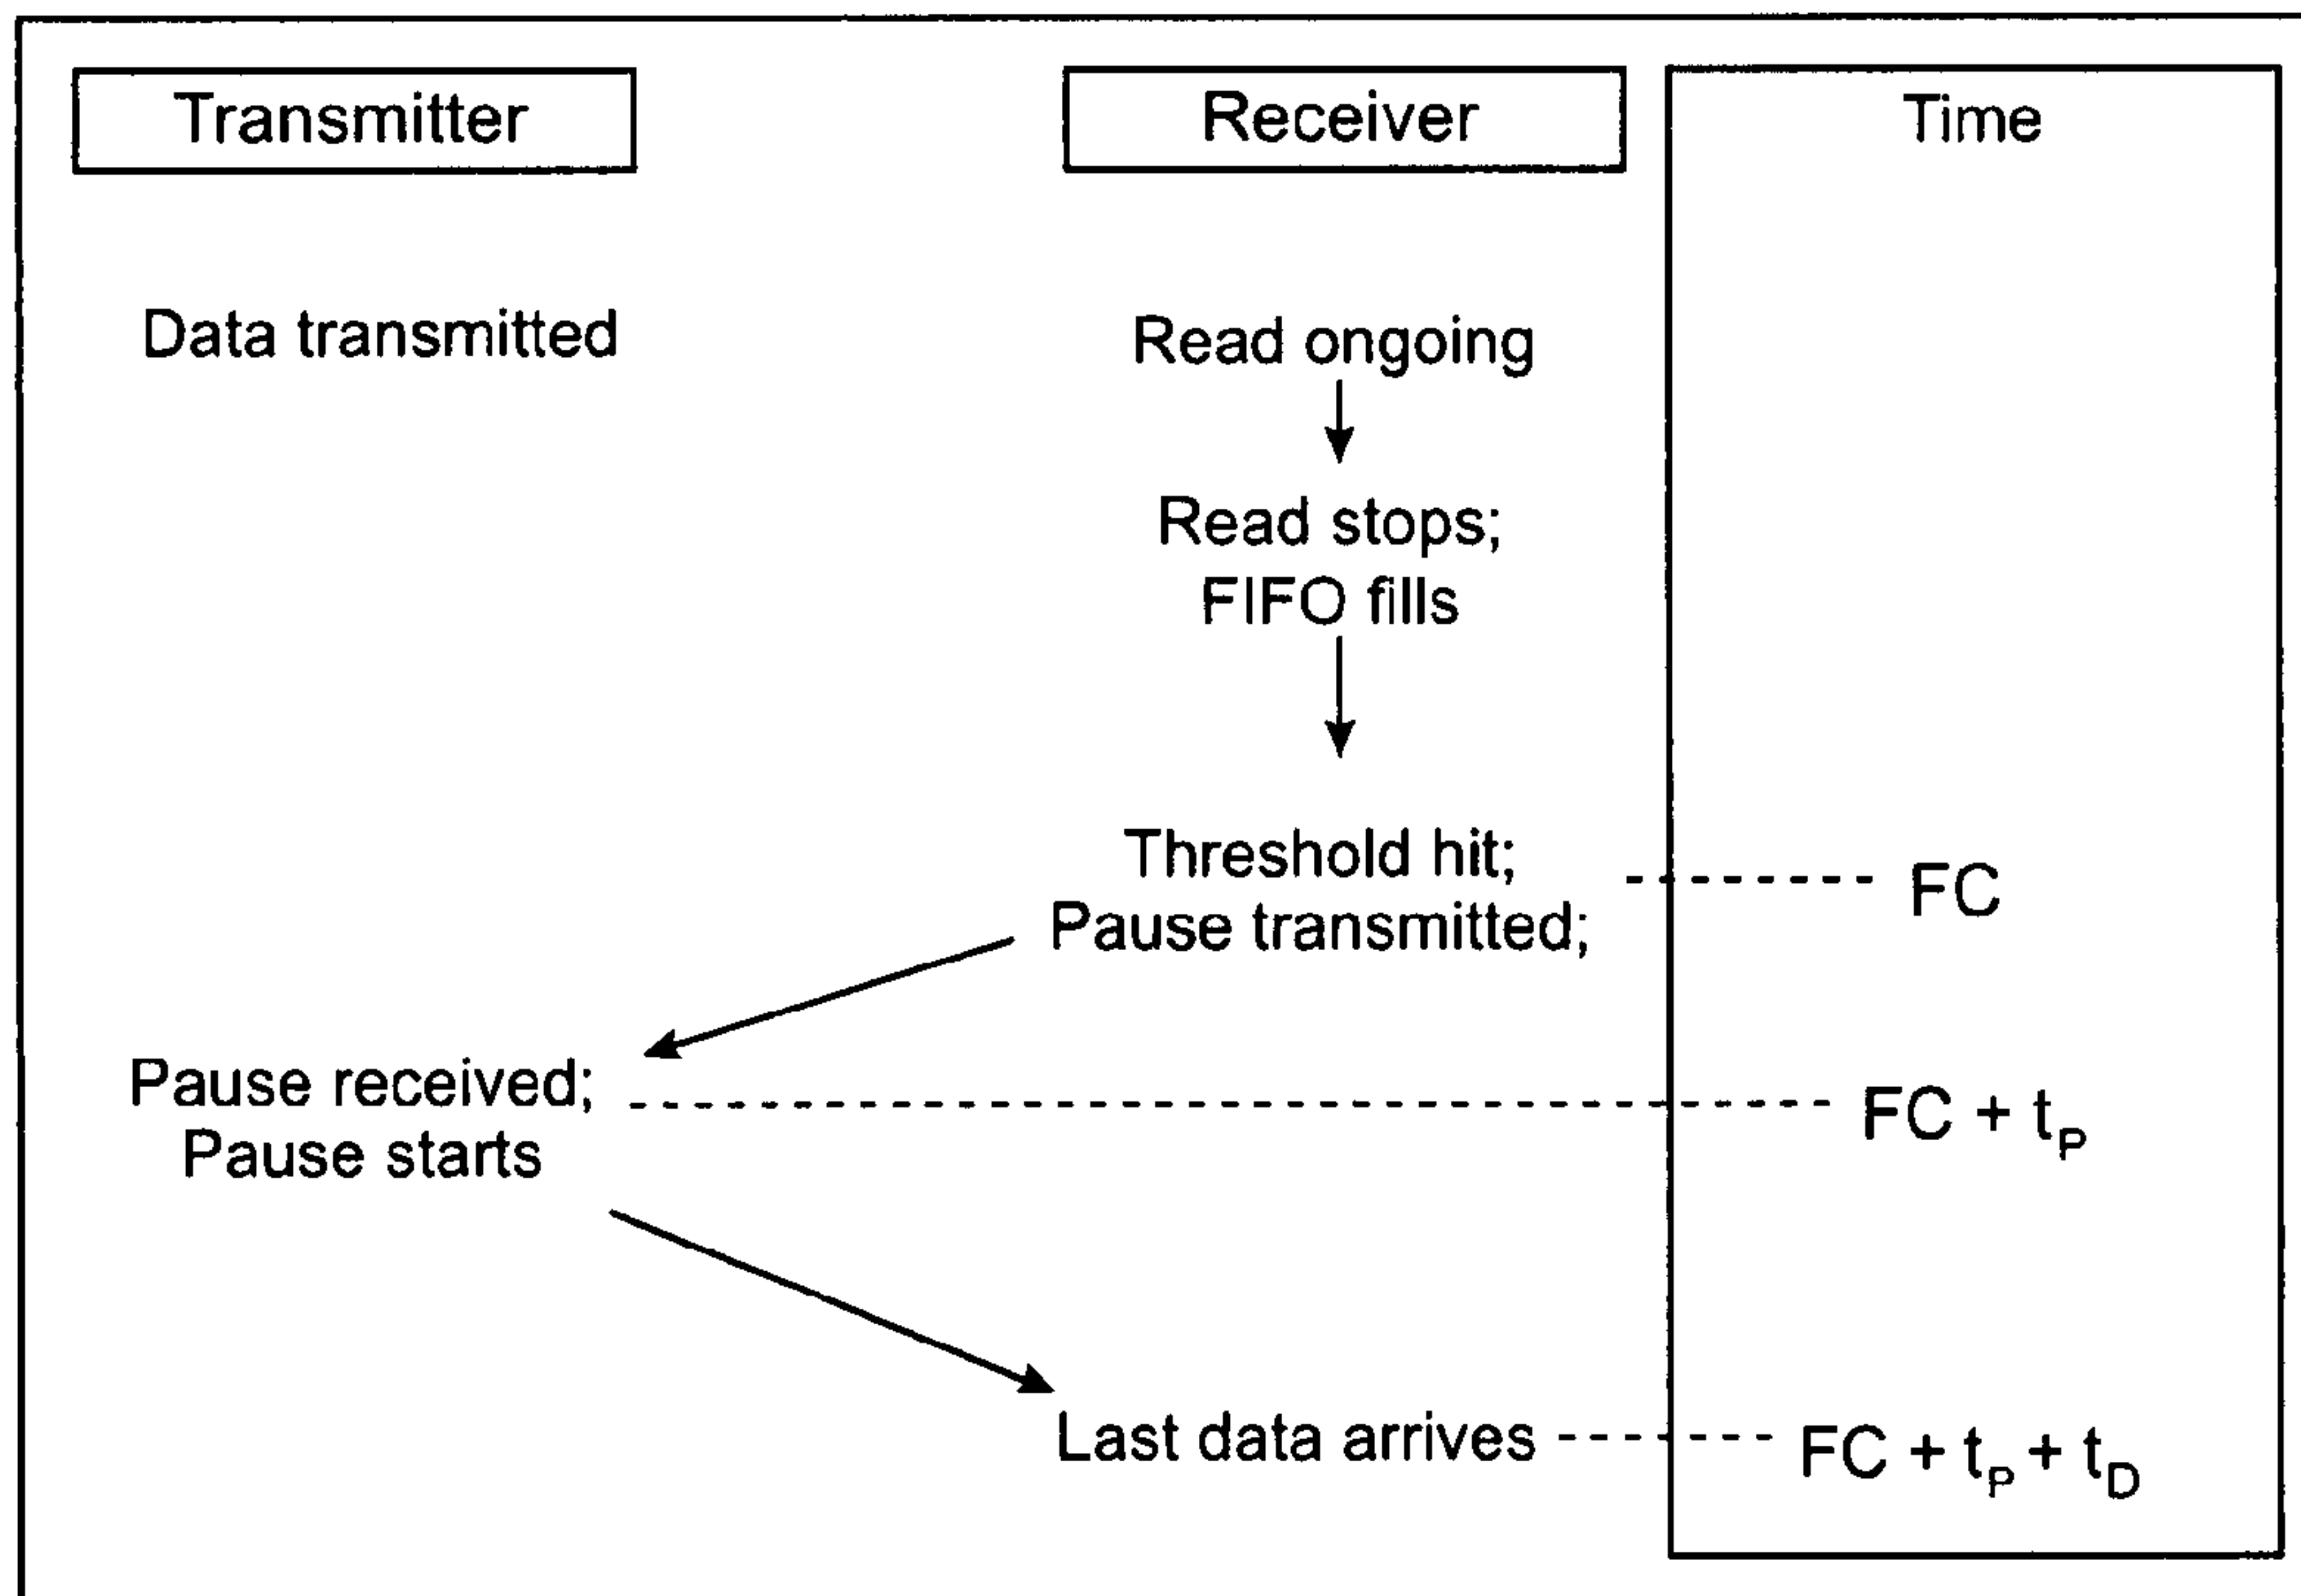 Transmitter
Receiver
Time
Data transmitted
Read ongoing
Read stops;
FIFO fills
Threshold hit;
Pause transmitted;
FC
Pause received;
Pause starts
FC + tP
Last data arrives
FC + tP + tD